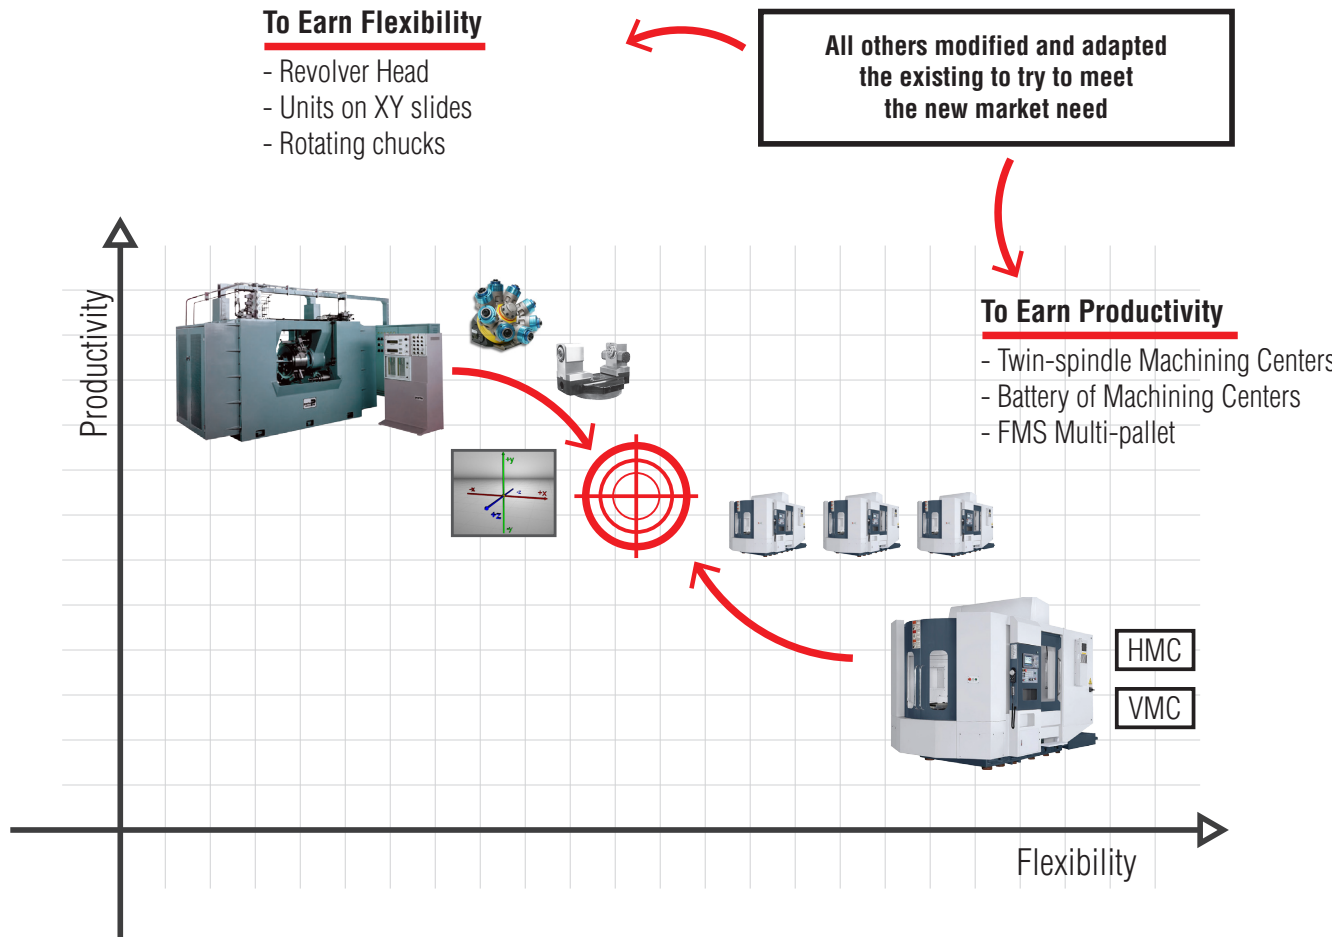 To Earn Flexibility
- Revolver Head
- Units on XY slides
- Rotating chucks
All others modified and adapted
the existing to try to meet
the new market need
To Earn Productivity
- Twin-spindle Machining Centers
- Battery of Machining Centers
- FMS Multi-pallet
Productivity
+y
-x
-z
+x
+z
-y
HMC
VMC
Flexibility